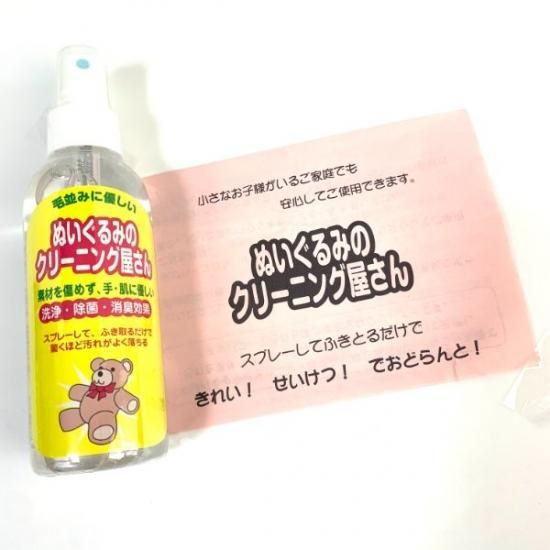 毛並みに優しい
ぬいぐるみの
クリーニング屋さん
素材を傷めず、手・肌に優しい
洗浄・除菌・消臭効果
スプレーして、ふき取るだけで
驚くほど汚れがよく落ちる
小さなお子様がいるご家庭でも
安心してご使用できます。
ぬいぐるみの
クリーニング屋さん
スプレーしてふきとるだけで
きれい! せいけつ! でおどらんと!